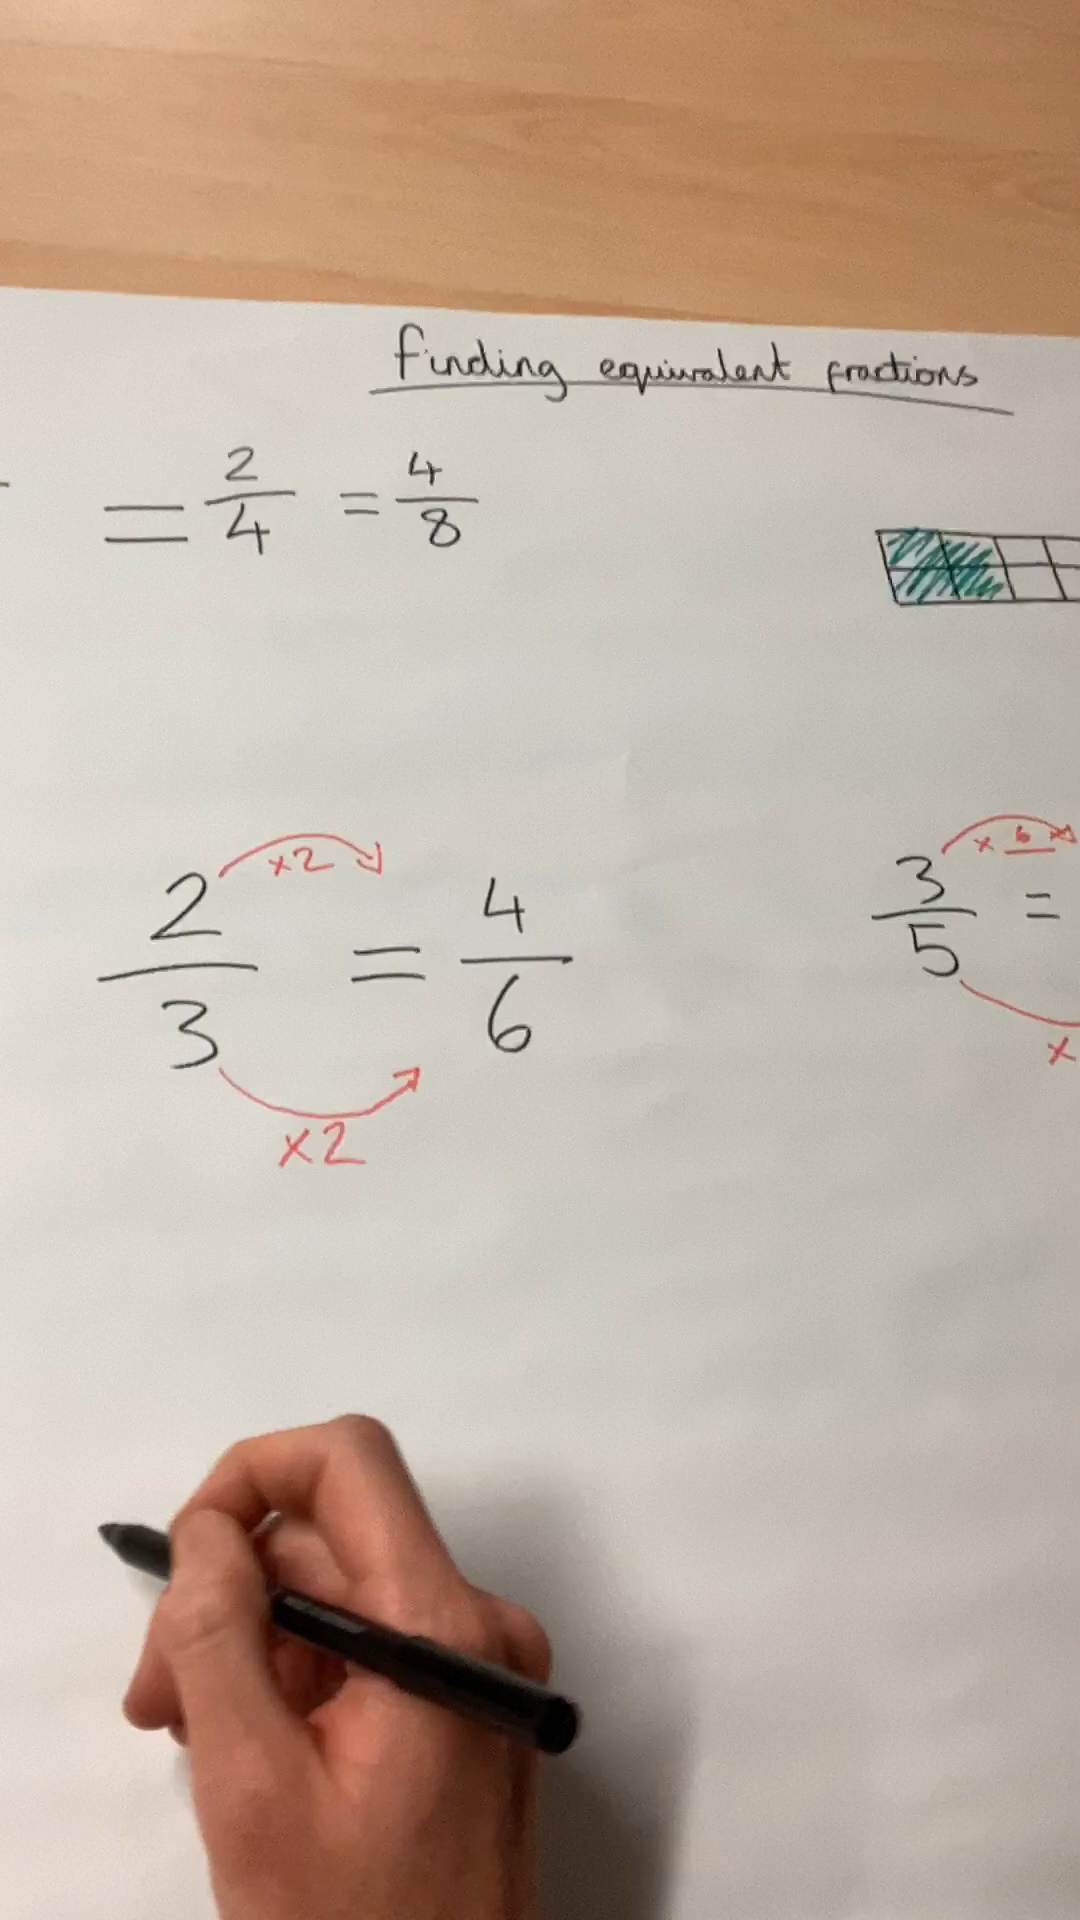 Finding equivalent fractions
= 2/4 = 4/8
×2
2/3 = 4/6
×2
× 6
3/5 =
×